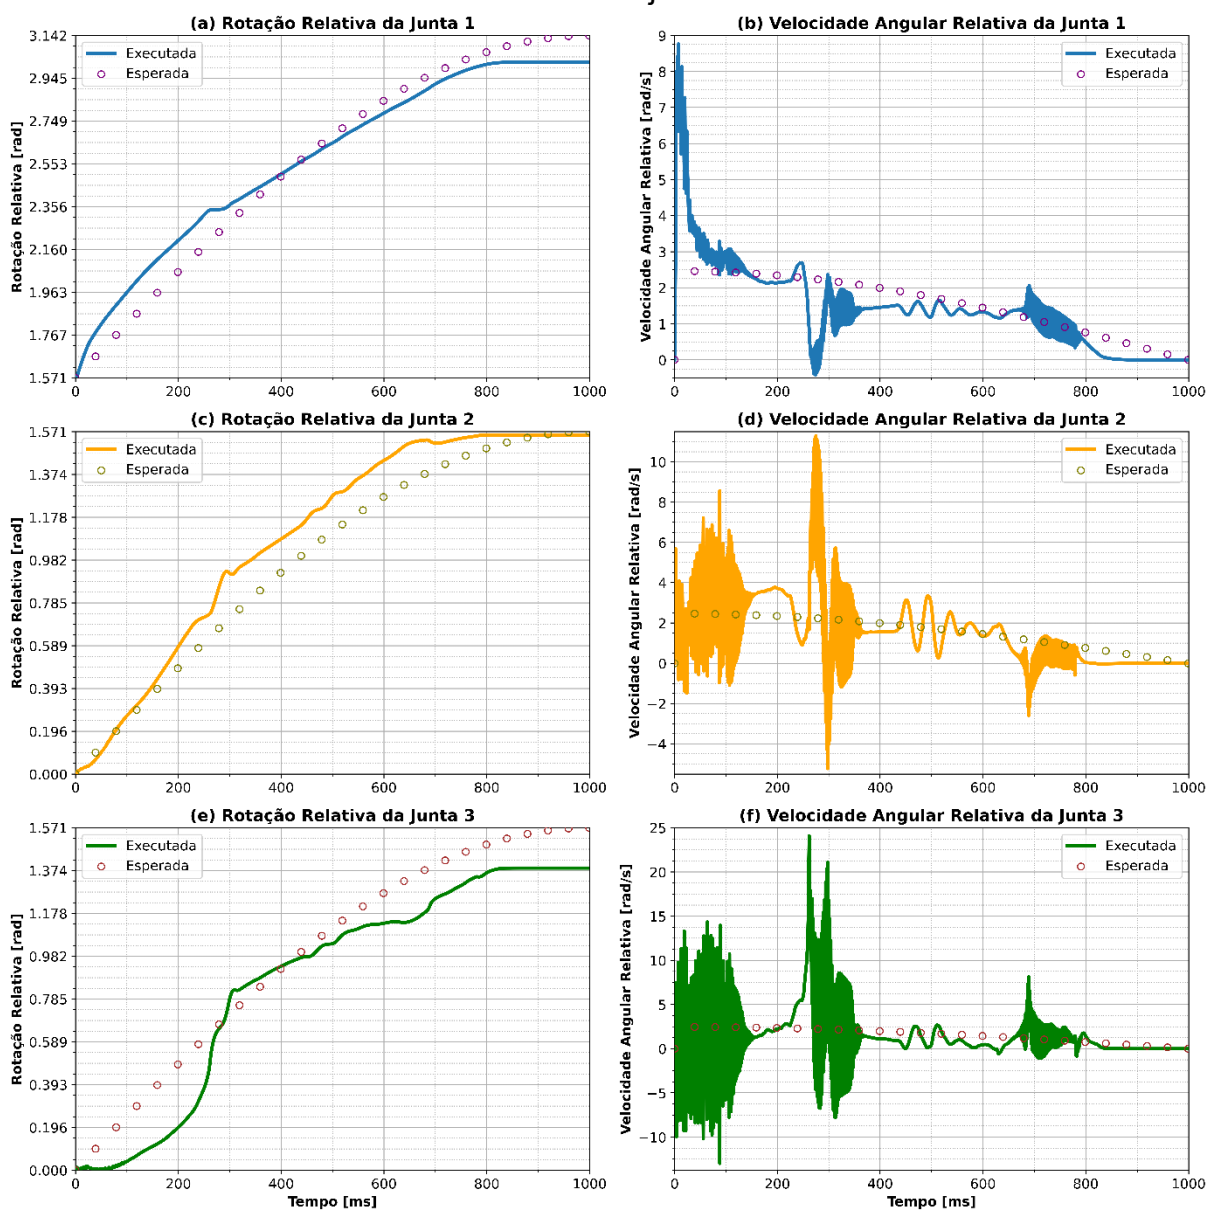 (a) Rotação Relativa da Junta 1
3.142
2.945
2.749
2.553
2.356
2.160
1.963
1.767
1.571
Rotação Relativa [rad]
Executada
Esperada
0 200 400 600 800 1000
(b) Velocidade Angular Relativa da Junta 1
9
8
7
6
5
4
3
2
1
0
Velocidade Angular Relativa [rad/s]
Executada
Esperada
0 200 400 600 800 1000
(c) Rotação Relativa da Junta 2
1.571
1.374
1.178
0.982
0.785
0.589
0.393
0.196
0.000
Rotação Relativa [rad]
Executada
Esperada
0 200 400 600 800 1000
(d) Velocidade Angular Relativa da Junta 2
10
8
6
4
2
0
−2
−4
Velocidade Angular Relativa [rad/s]
Executada
Esperada
0 200 400 600 800 1000
(e) Rotação Relativa da Junta 3
1.571
1.374
1.178
0.982
0.785
0.589
0.393
0.196
0.000
Rotação Relativa [rad]
Executada
Esperada
0 200 400 600 800 1000
Tempo [ms]
(f) Velocidade Angular Relativa da Junta 3
25
20
15
10
5
0
−5
−10
Velocidade Angular Relativa [rad/s]
Executada
Esperada
0 200 400 600 800 1000
Tempo [ms]